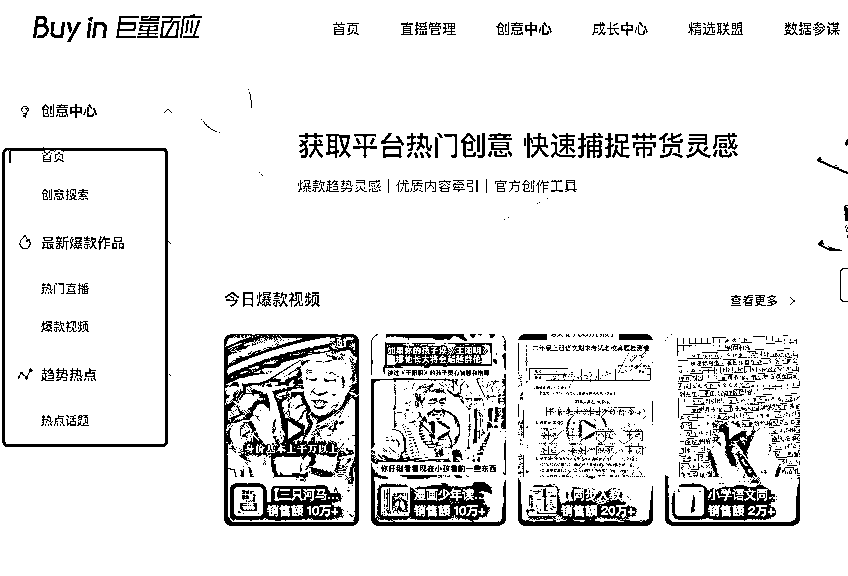 Buy in 巨量百应
首页 直播管理 创意中心 成长中心 精选联盟 数据参谋
创意中心
首页
创意探索
最新爆款作品
热门直播
爆款视频
趋势热点
热点话题
获取平台热门创意 快速捕捉带货灵感
爆款趋势灵感 | 优质内容牵引 | 官方创作工具
今日爆款视频
查看更多
【三只河马...
销售额 10万+
你仔细看看现在小孩看的一些东西
漫画少年读...
销售额 10万+
销售额 20万+
小学语文同...
销售额 2万+